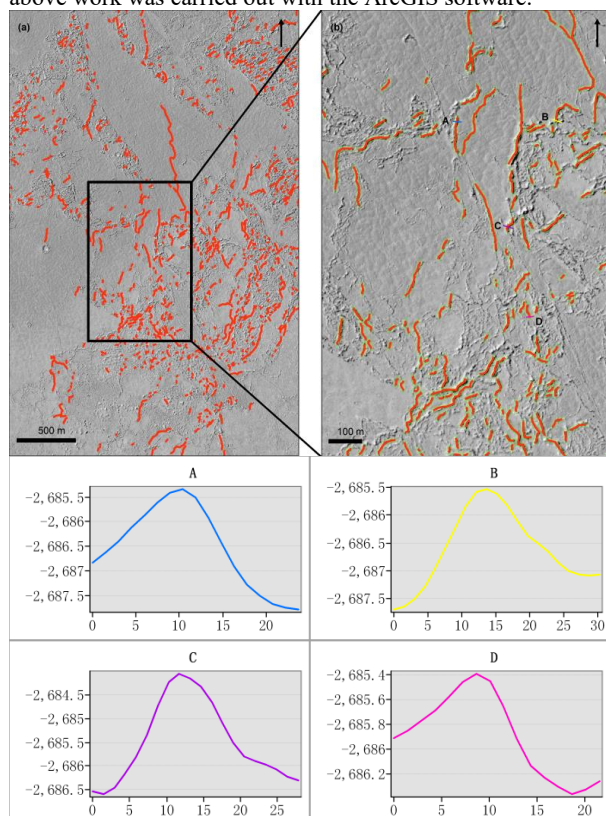 above work was carried out with the ArcGIS software.
(a)
(b)
A
B
C
D
500 m
100 m
A
−2,685.5
−2,686
−2,686.5
−2,687
−2,687.5
0 5 10 15 20
B
−2,685.5
−2,686
−2,686.5
−2,687
−2,687.5
0 5 10 15 20 25 30
C
−2,684.5
−2,685
−2,685.5
−2,686
−2,686.5
0 5 10 15 20 25
D
−2,685.4
−2,685.6
−2,685.8
−2,686
−2,686.2
0 5 10 15 20